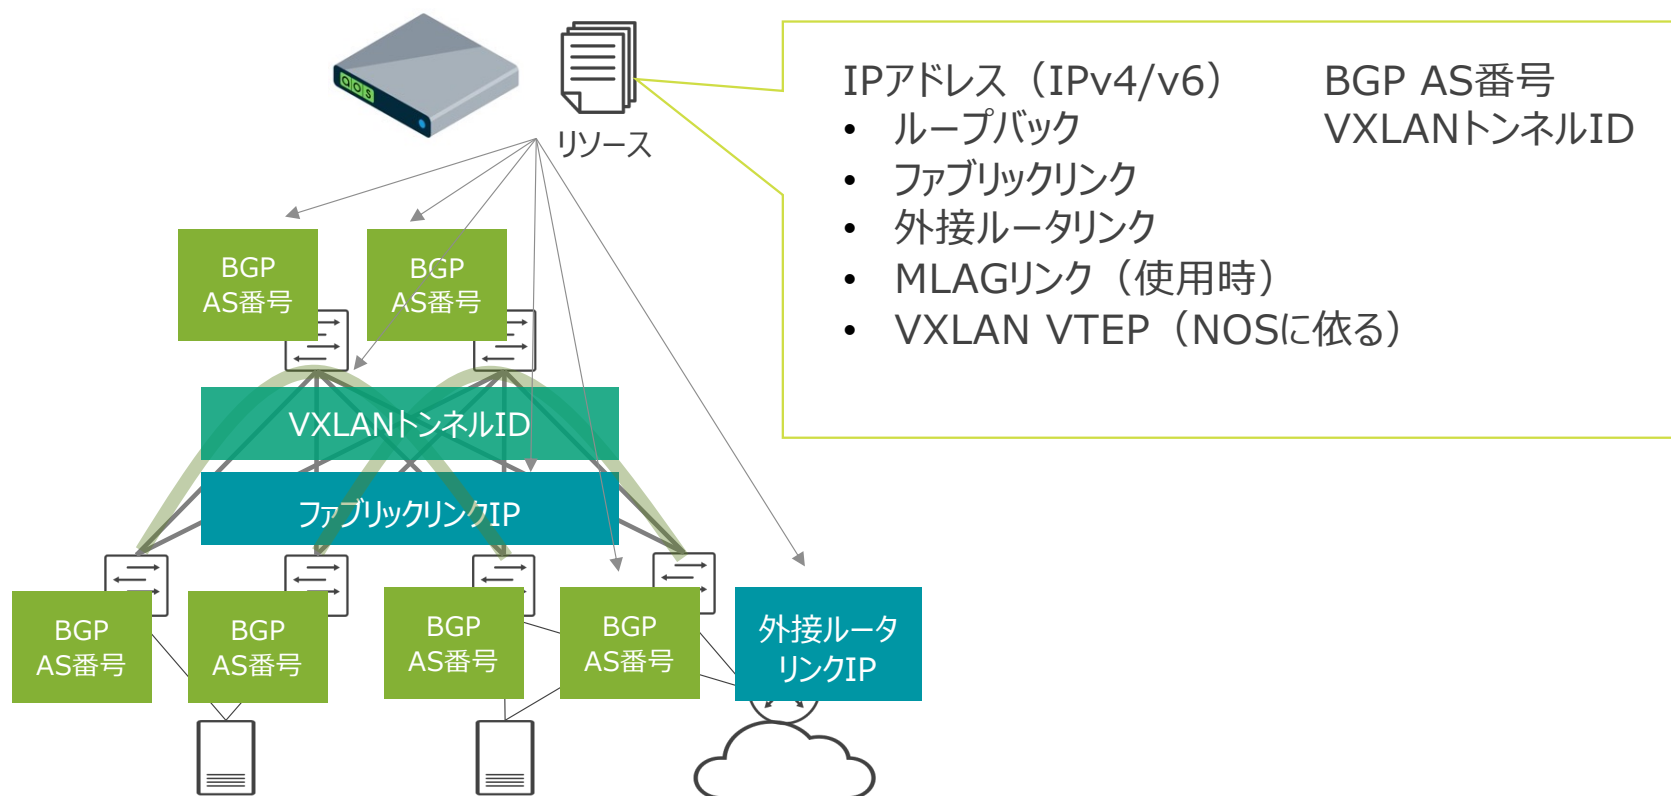 AOS
リソース
IPアドレス（IPv4/v6）
• ループバック
• ファブリックリンク
• 外接ルータリンク
• MLAGリンク（使用時）
• VXLAN VTEP（NOSに依る）
BGP AS番号
VXLANトンネルID
BGP
AS番号
BGP
AS番号
VXLANトンネルID
ファブリックリンクIP
BGP
AS番号
BGP
AS番号
BGP
AS番号
BGP
AS番号
外接ルータ
リンクIP